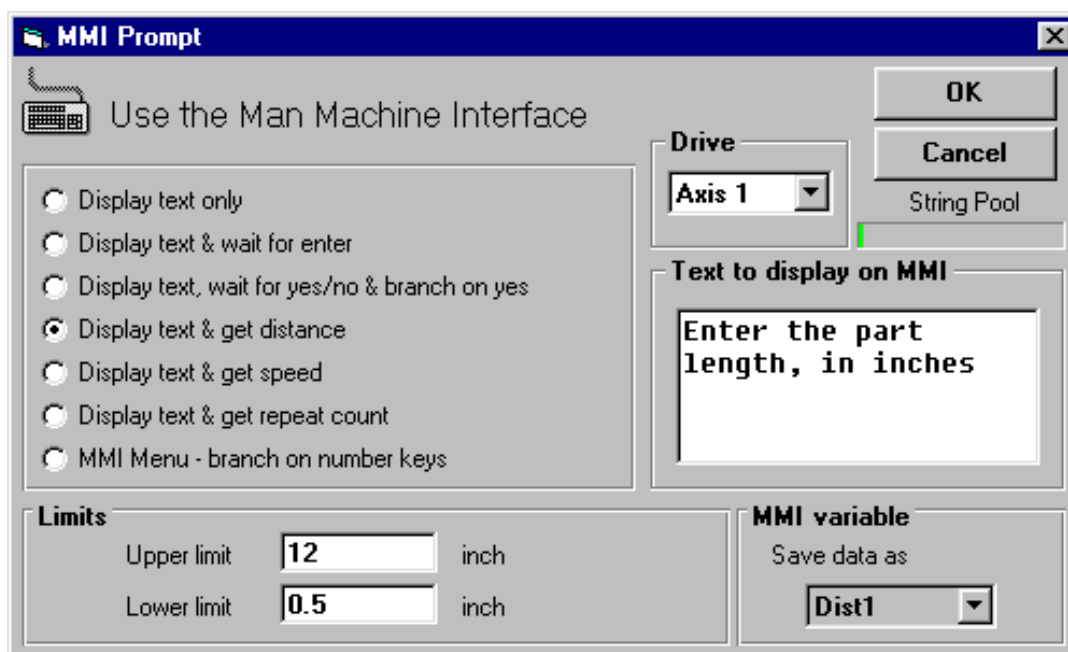 MMI Prompt
Use the Man Machine Interface
OK
Cancel
Drive
Axis 1
String Pool
Display text only
Display text & wait for enter
Display text, wait for yes/no & branch on yes
Display text & get distance
Display text & get speed
Display text & get repeat count
MMI Menu - branch on number keys
Text to display on MMI
Enter the part
length, in inches
Limits
Upper limit 12 inch
Lower limit 0.5 inch
MMI variable
Save data as
Dist1